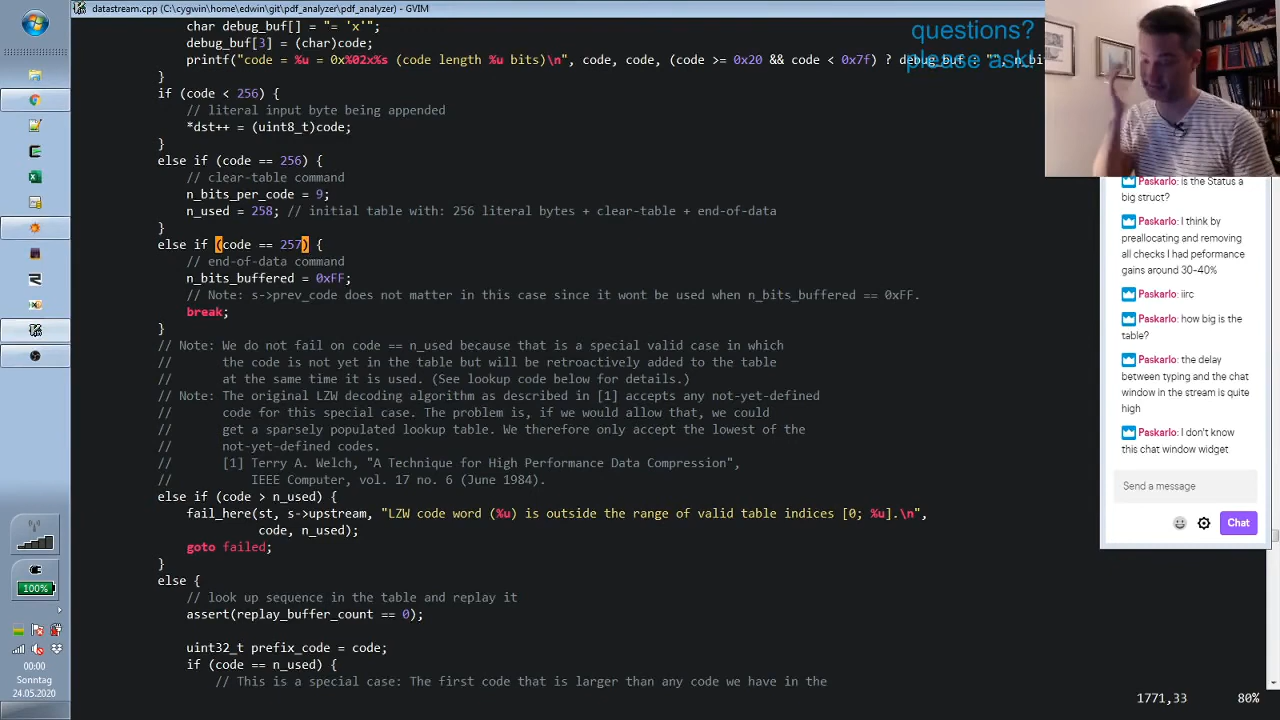 datastream.cpp (C:\cygwin\home\edwin\git\pdf_analyzer\pdf_analyzer) - GVIM
char debug_buf[] = "= 'x'";
debug_buf[3] = (char)code;
printf("code = %u = 0x%02x%s (code length %u bits)\n", code, code, (code >= 0x20 && code < 0x7f) ? debug_buf : "", n_bi
}
if (code < 256) {
// literal input byte being appended
*dst++ = (uint8_t)code;
}
else if (code == 256) {
// clear-table command
n_bits_per_code = 9;
n_used = 258; // initial table with: 256 literal bytes + clear-table + end-of-data
}
else if (code == 257) {
// end-of-data command
n_bits_buffered = 0xFF;
// Note: s->prev_code does not matter in this case since it wont be used when n_bits_buffered == 0xFF.
break;
}
// Note: We do not fail on code == n_used because that is a special valid case in which
// the code is not yet in the table but will be retroactively added to the table
// at the same time it is used. (See lookup code below for details.)
// Note: The original LZW decoding algorithm as described in [1] accepts any not-yet-defined
// code for this special case. The problem is, if we would allow that, we could
// get a sparsely populated lookup table. We therefore only accept the lowest of the
// not-yet-defined codes.
// [1] Terry A. Welch, "A Technique for High Performance Data Compression",
// IEEE Computer, vol. 17 no. 6 (June 1984).
else if (code > n_used) {
fail_here(st, s->upstream, "LZW code word (%u) is outside the range of valid table indices [0; %u].\n",
code, n_used);
goto failed;
}
else {
// look up sequence in the table and replay it
assert(replay_buffer_count == 0);
uint32_t prefix_code = code;
if (code == n_used) {
// This is a special case: The first code that is larger than any code we have in the
1771,33 80%
questions?
please ask!
Paskarlo: is the Status a
big struct?
Paskarlo: I think by
preallocating and removing
all checks I had peformance
gains around 30-40%
Paskarlo: iirc
Paskarlo: how big is the
table?
Paskarlo: the delay
between typing and the chat
window in the stream is quite
high
Paskarlo: I don't know
this chat window widget
Send a message
Chat
100%
00:00
Sonntag
24.05.2020